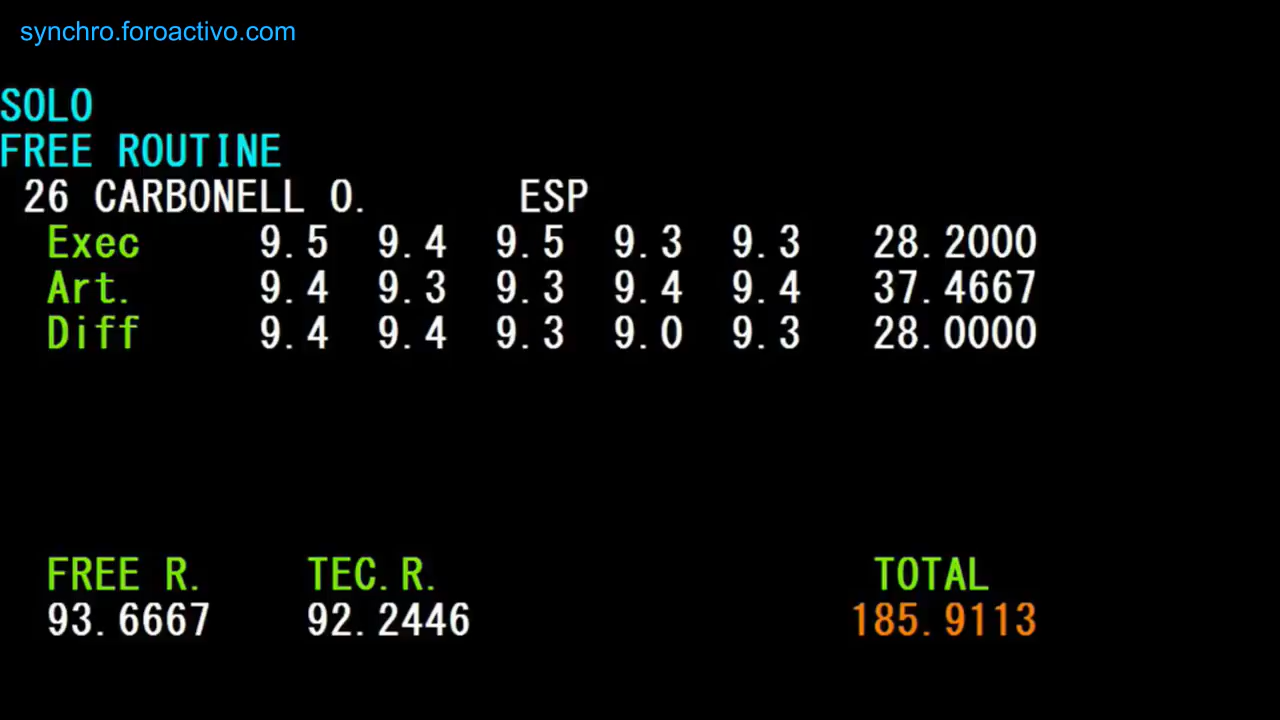 synchro.foroactivo.com
SOLO
FREE ROUTINE
26 CARBONELL O. ESP
Exec 9.5 9.4 9.5 9.3 9.3 28.2000
Art. 9.4 9.3 9.3 9.4 9.4 37.4667
Diff 9.4 9.4 9.3 9.0 9.3 28.0000
FREE R. TEC.R. TOTAL
93.6667 92.2446 185.9113